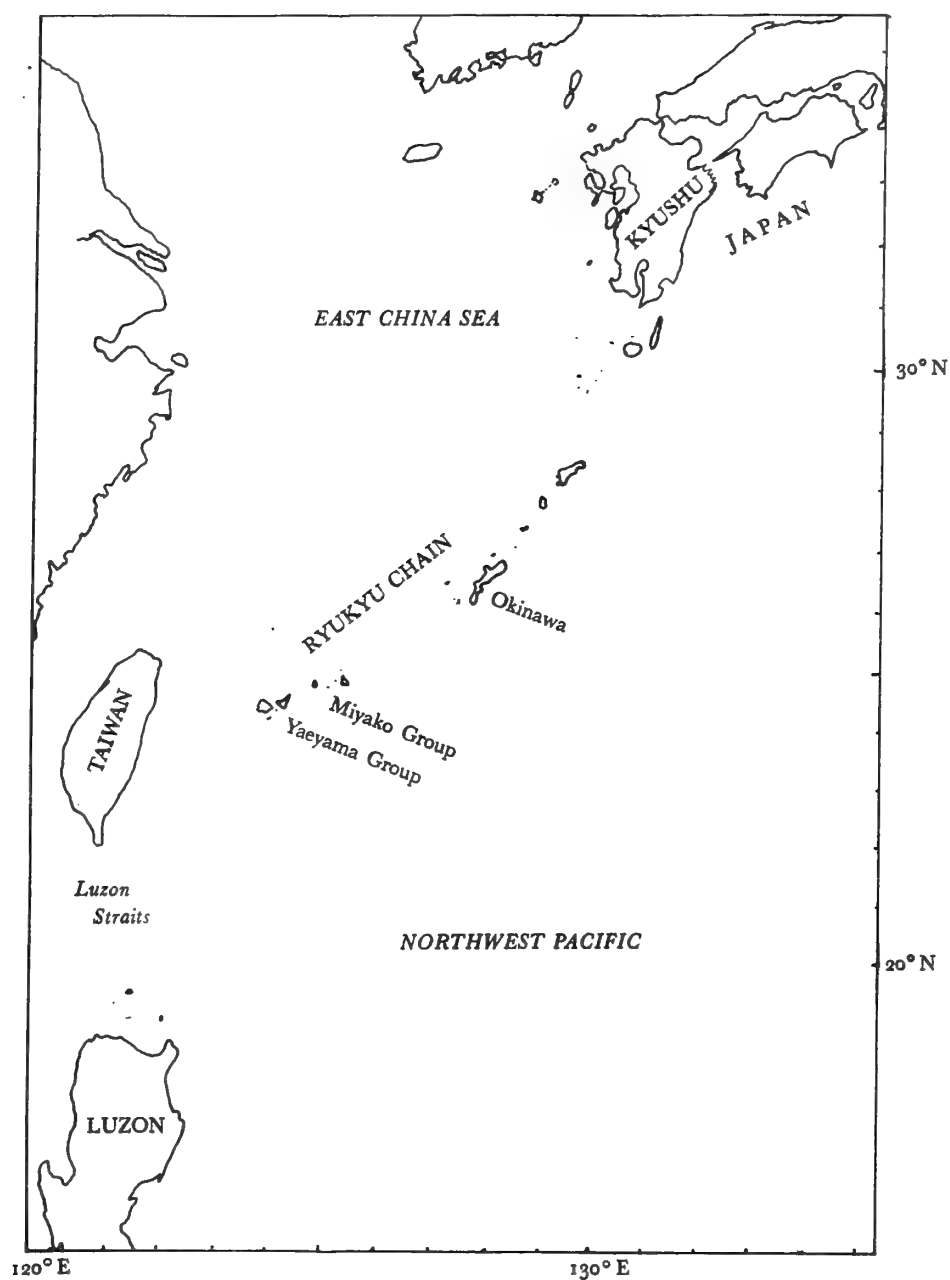 KYUSHU
JAPAN
EAST CHINA SEA
30° N
RYUKYU CHAIN
Okinawa
TAIWAN
Miyako Group
Yaeyama Group
Luzon
Straits
NORTHWEST PACIFIC
20° N
LUZON
120° E
130° E